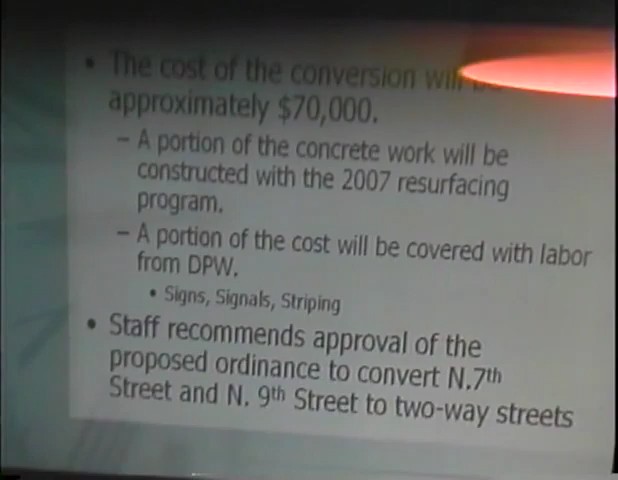 • The cost of the conversion will be
approximately $70,000.
– A portion of the concrete work will be
constructed with the 2007 resurfacing
program.
– A portion of the cost will be covered with labor
from DPW.
• Signs, Signals, Striping
• Staff recommends approval of the
proposed ordinance to convert N.7th
Street and N. 9th Street to two-way streets